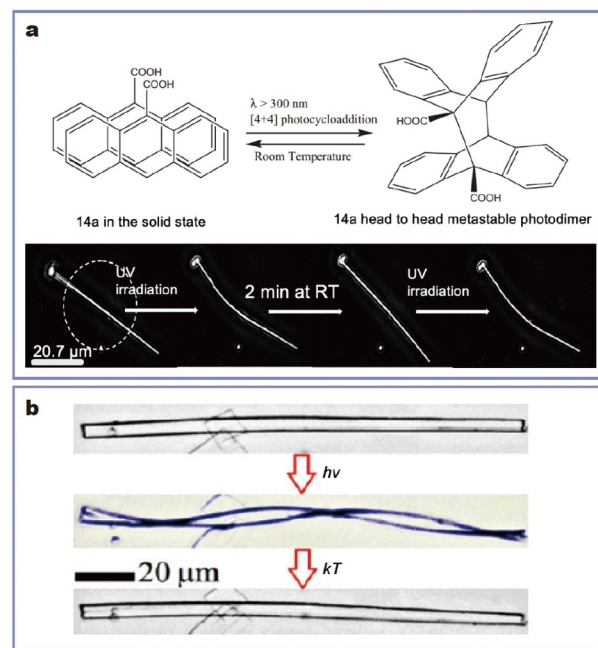 a
COOH
COOH
λ > 300 nm
[4+4] photocycloaddition
Room Temperature
HOOC
COOH
14a in the solid state
14a head to head metastable photodimer
UV
irradiation
2 min at RT
UV
irradiation
20.7 μm
b
hv
20 μm
kT